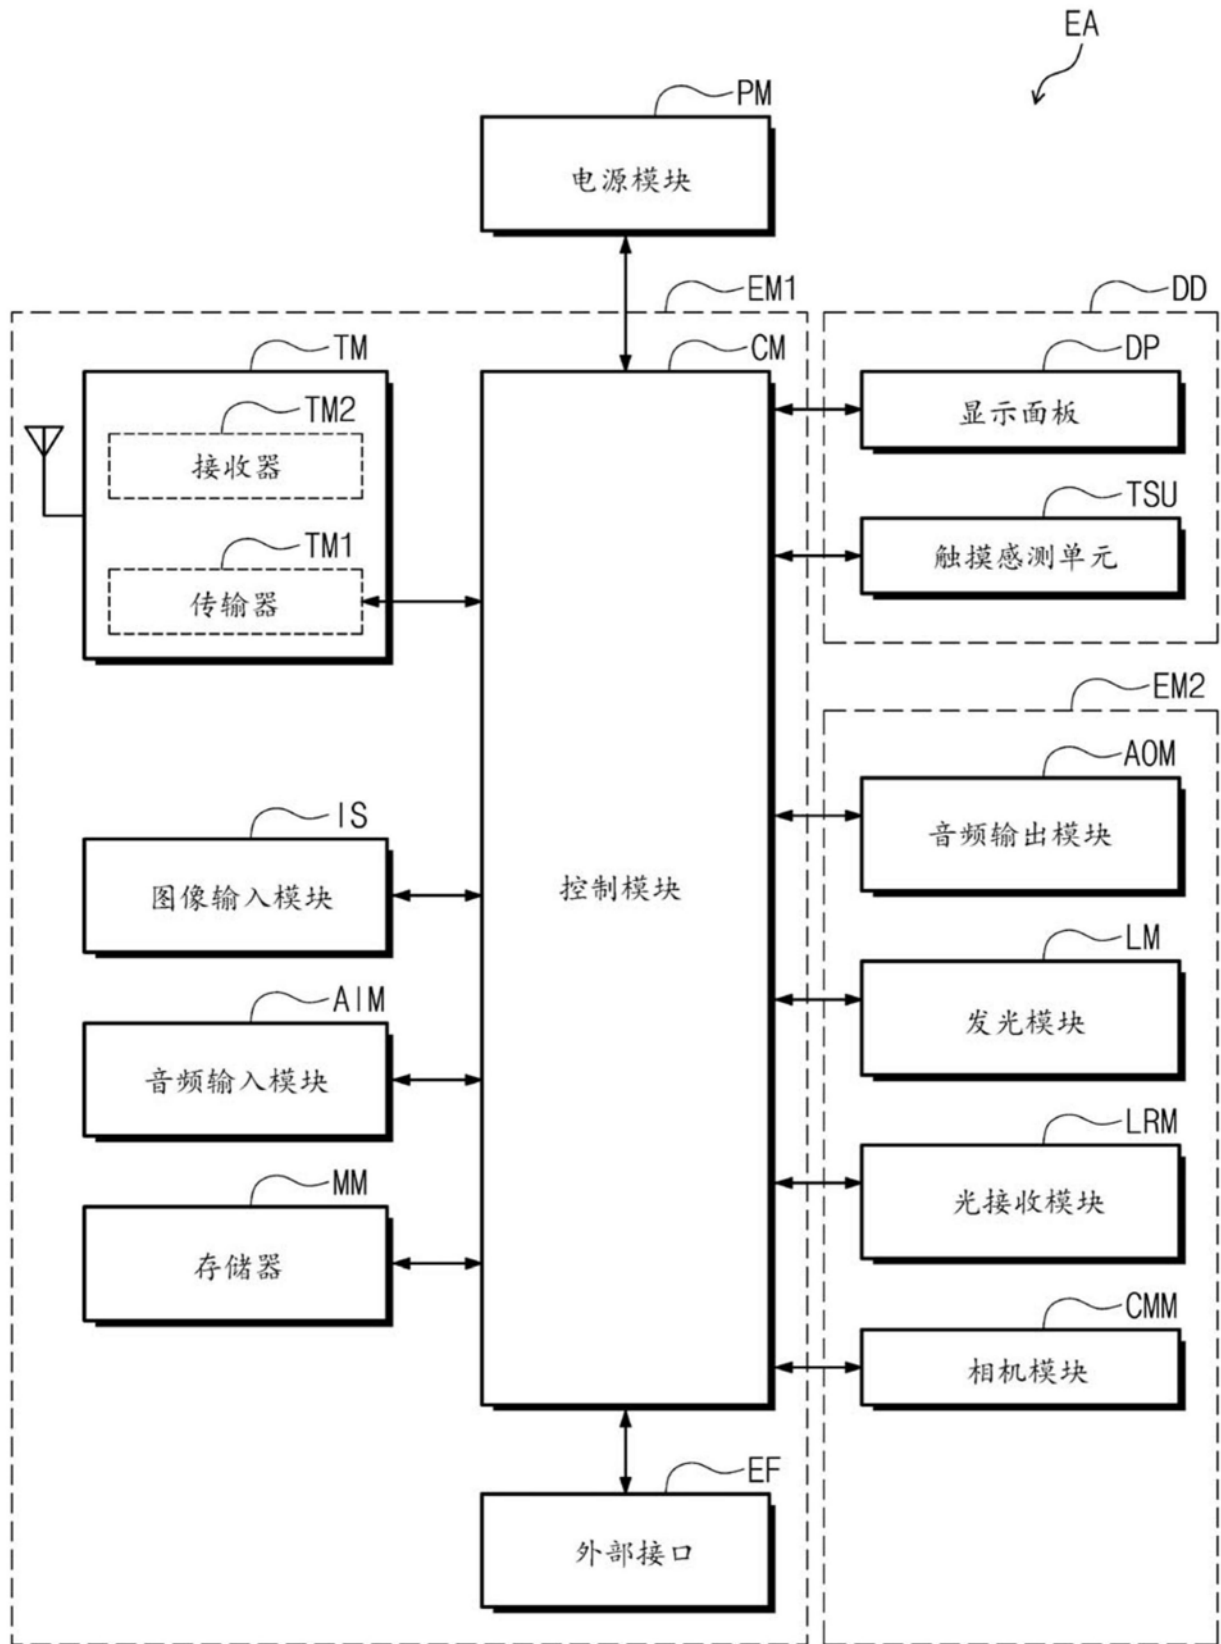 EA
PM
电源模块
EM1
DD
TM
CM
DP
TM2
显示面板
接收器
TSU
TM1
触摸感测单元
传输器
EM2
AOM
音频输出模块
IS
图像输入模块
控制模块
LM
发光模块
AIM
音频输入模块
LRM
光接收模块
MM
存储器
CMM
相机模块
EF
外部接口